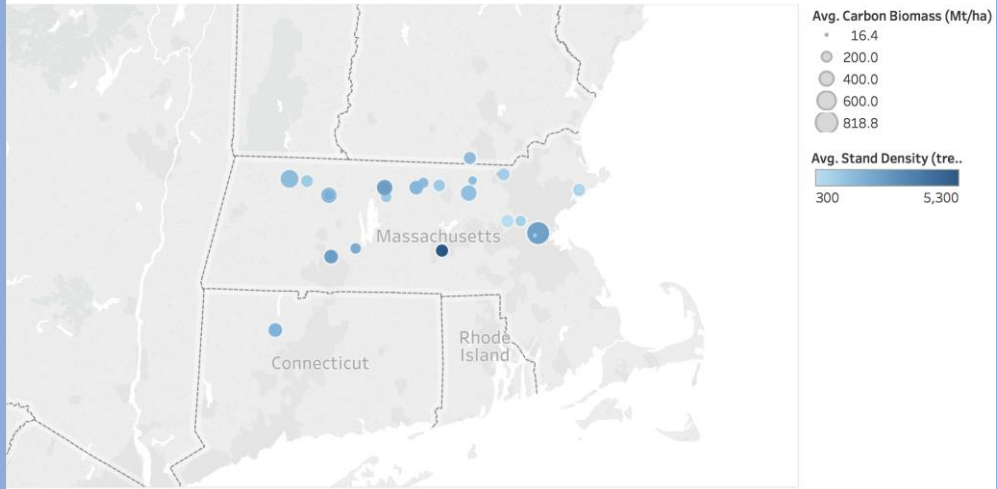 Avg. Carbon Biomass (Mt/ha)
16.4
200.0
400.0
600.0
818.8
Avg. Stand Density (tre..
300 5,300
Massachusetts
Connecticut
Rhode
Island